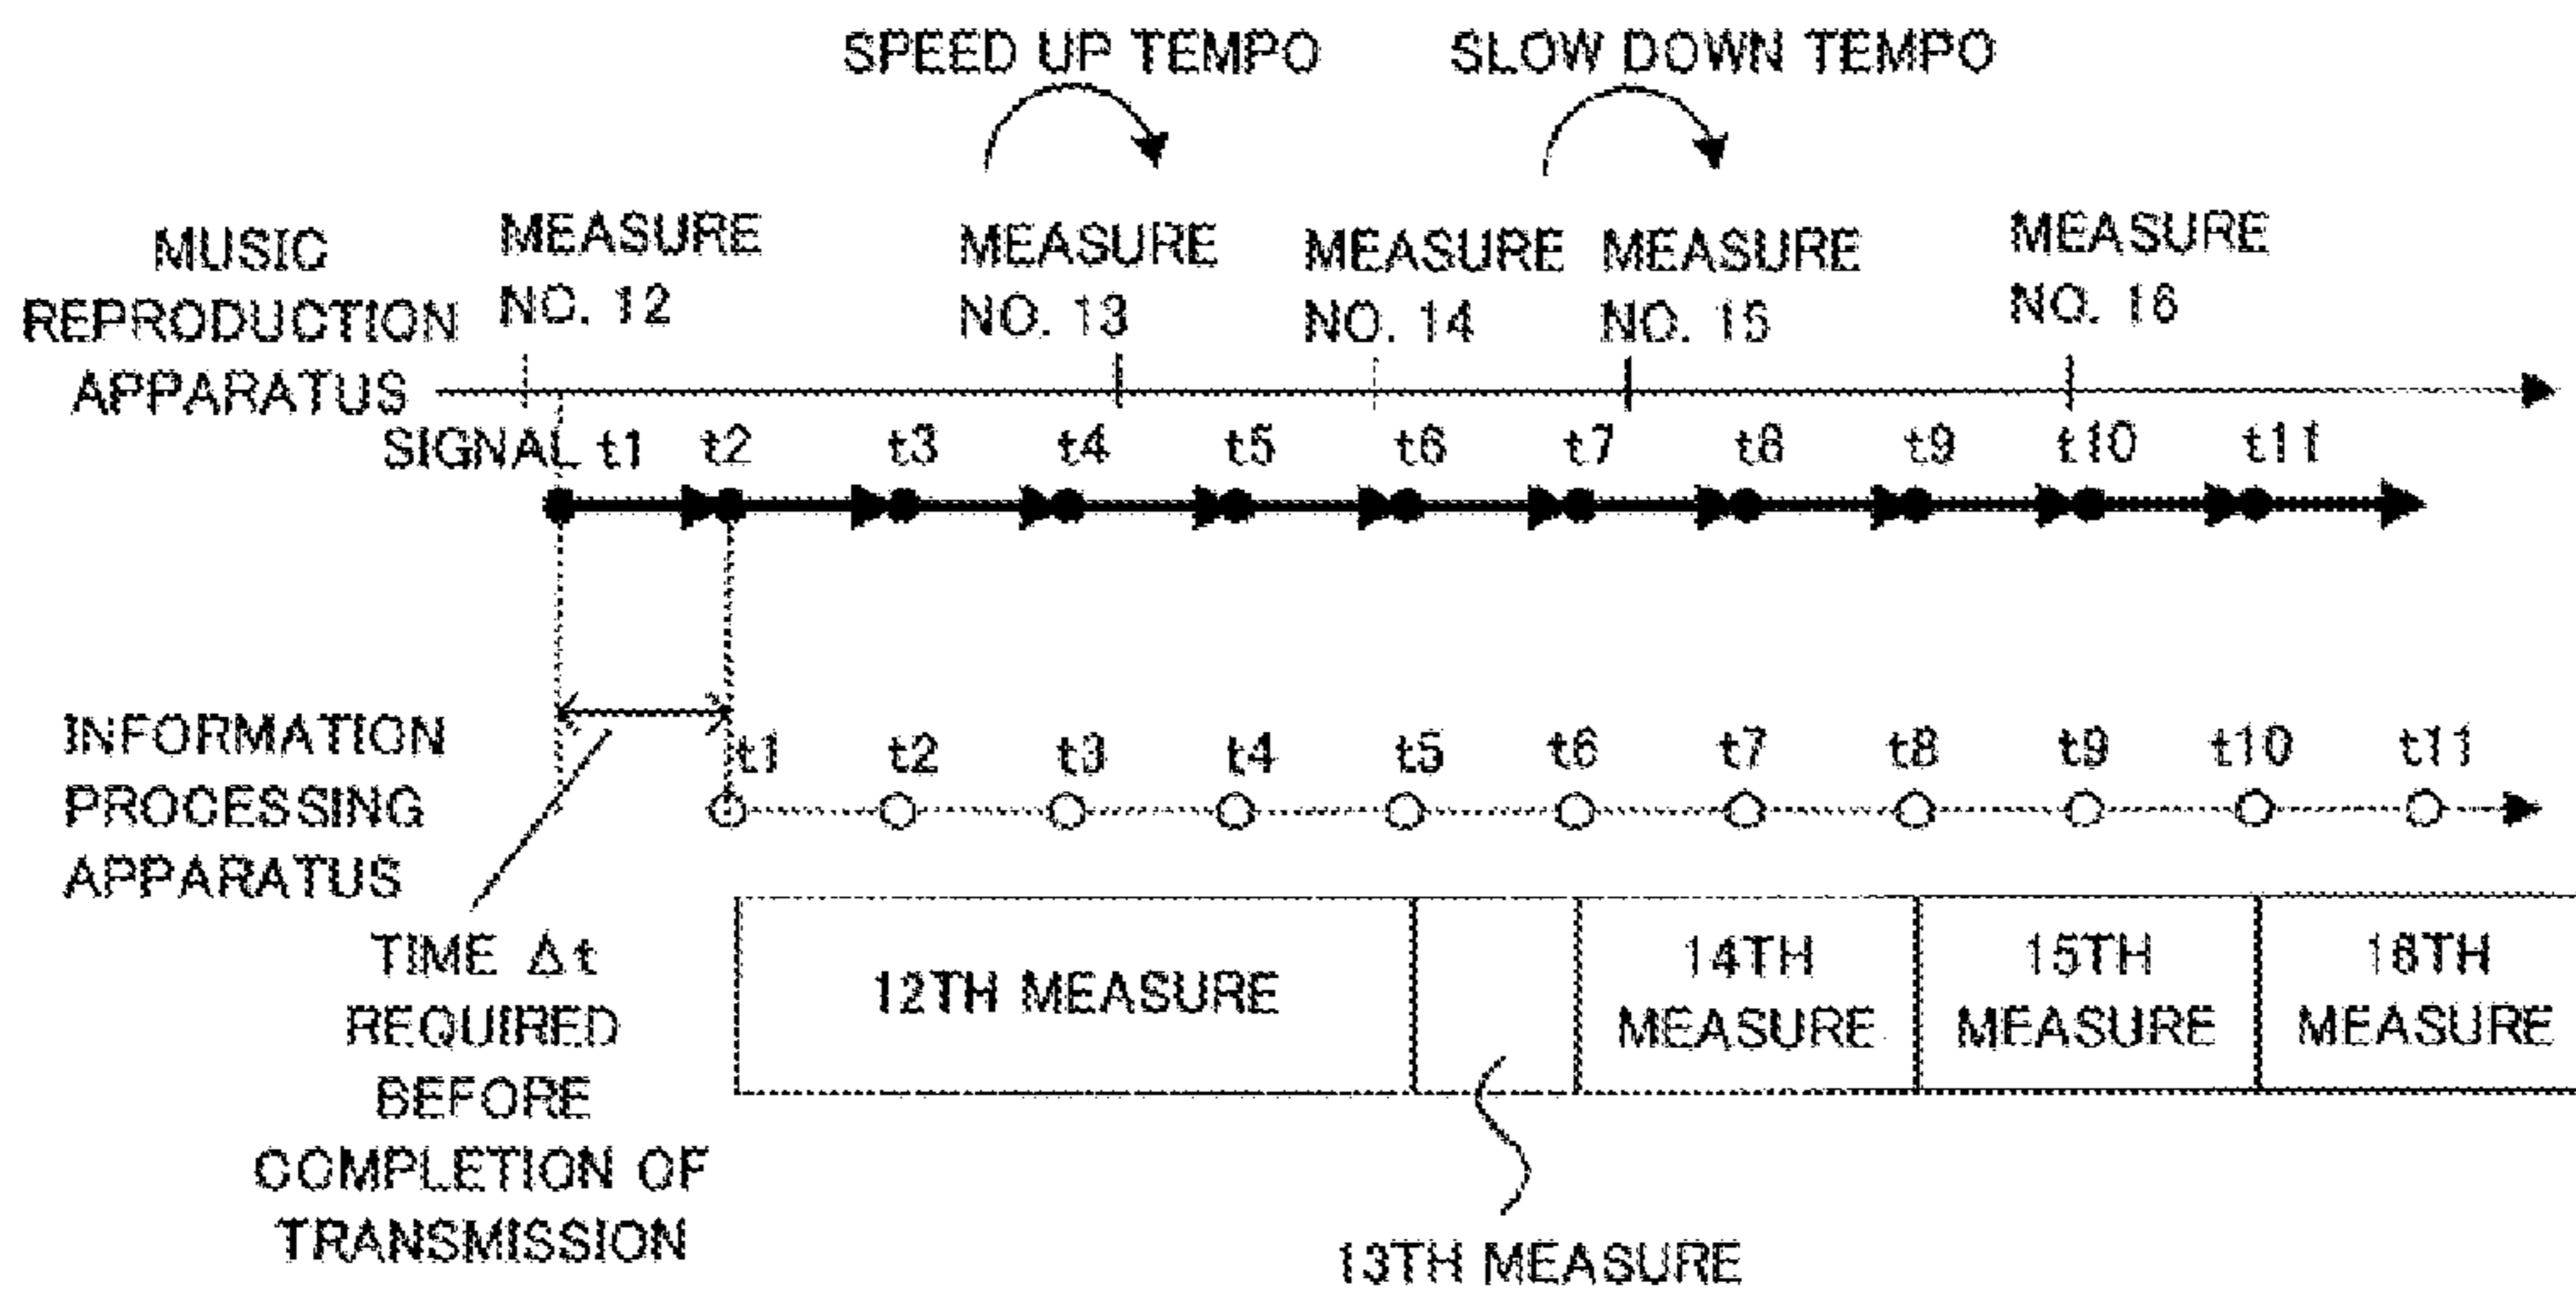 SPEED UP TEMPO
SLOW DOWN TEMPO
MUSIC
REPRODUCTION
APPARATUS
MEASURE
NO. 12
MEASURE
NO. 13
MEASURE
NO. 14
MEASURE
NO. 15
MEASURE
NO. 16
SIGNAL t1 t2 t3 t4 t5 t6 t7 t8 t9 t10 t11
INFORMATION
PROCESSING
APPARATUS
t1 t2 t3 t4 t5 t6 t7 t8 t9 t10 t11
TIME Δt
REQUIRED
BEFORE
COMPLETION OF
TRANSMISSION
12TH MEASURE
14TH
MEASURE
15TH
MEASURE
16TH
MEASURE
13TH MEASURE